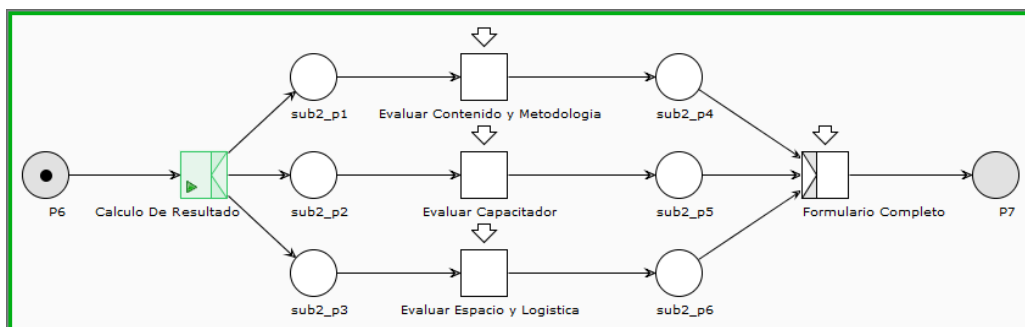 sub2_p1
Evaluar Contenido y Metodologia
sub2_p4
P6
Calculo De Resultado
sub2_p2
Evaluar Capacitador
sub2_p5
Formulario Completo
P7
sub2_p3
Evaluar Espacio y Logistica
sub2_p6